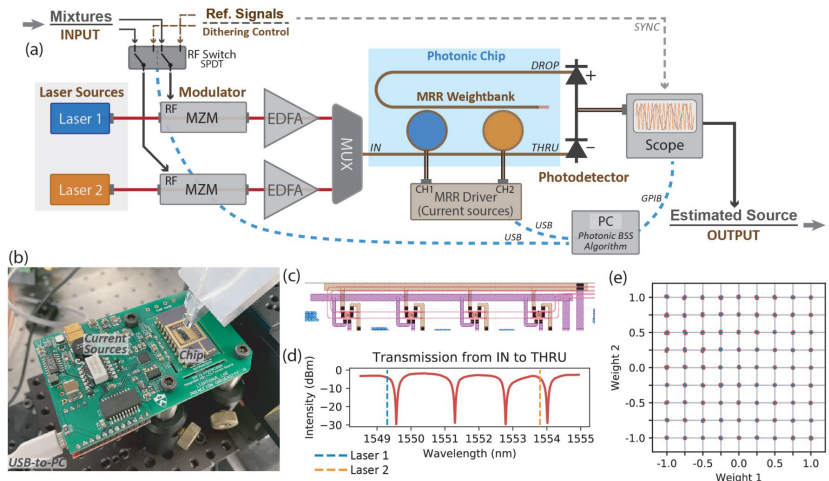 Mixtures
INPUT
Ref. Signals
Dithering Control
SYNC
(a)
RF Switch
SPDT
Laser Sources
Laser 1
Laser 2
Modulator
RF
MZM
EDFA
RF
MZM
EDFA
MUX
IN
Photonic Chip
DROP
MRR Weightbank
THRU
+
−
Photodetector
CH1
CH2
MRR Driver
(Current sources)
USB
USB
GPIB
Scope
PC
Photonic BSS
Algorithm
Estimated Source
OUTPUT
(b)
Current
Sources
Chip
USB-to-PC
(c)
(d)
Transmission from IN to THRU
Intensity (dBm)
0
−10
−20
−30
1549
1550
1551
1552
1553
1554
1555
Wavelength (nm)
Laser 1
Laser 2
(e)
Weight 2
1.0
0.5
0.0
-0.5
-1.0
-1.0
-0.5
0.0
0.5
1.0
Weight 1